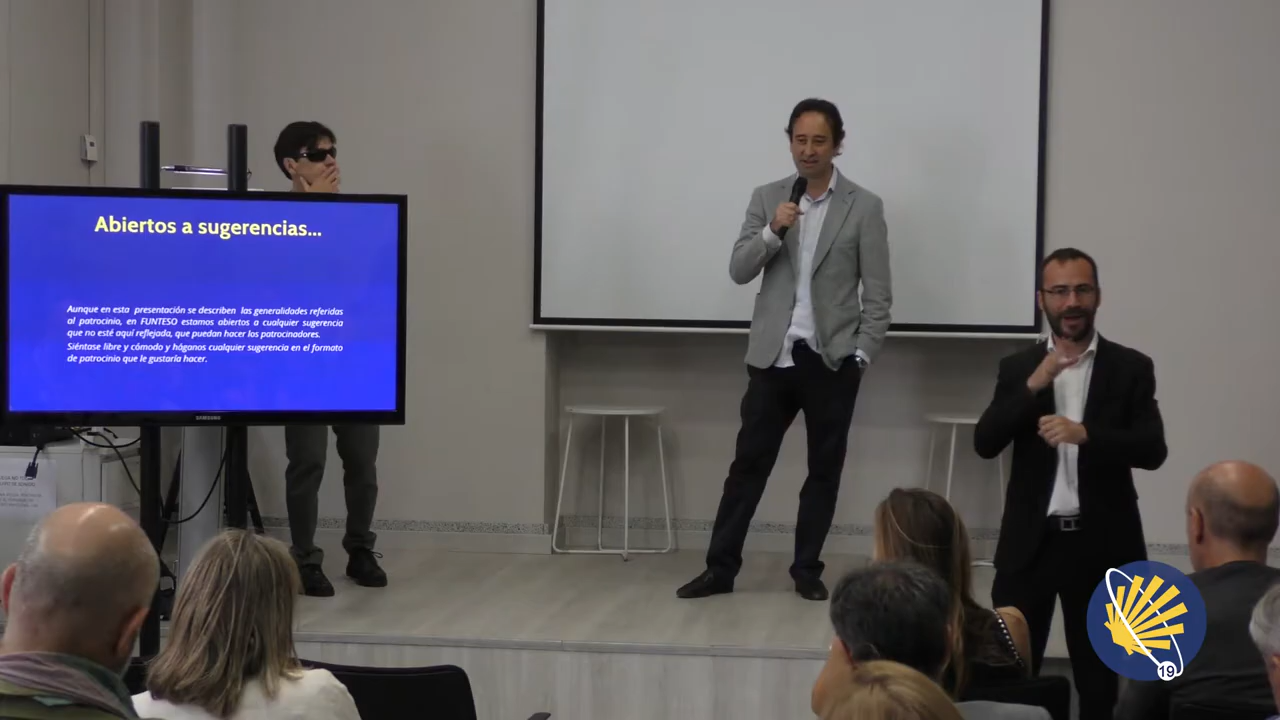 Abiertos a sugerencias...
Aunque en esta presentación se describen las generalidades referidas
al patrocinio, en FUNTESO estamos abiertos a cualquier sugerencia
que no esté aquí reflejada, que puedan hacer los patrocinadores.
Siéntase libre y cómodo y háganos cualquier sugerencia en el formato
de patrocinio que le gustaría hacer.
SAMSUNG
19